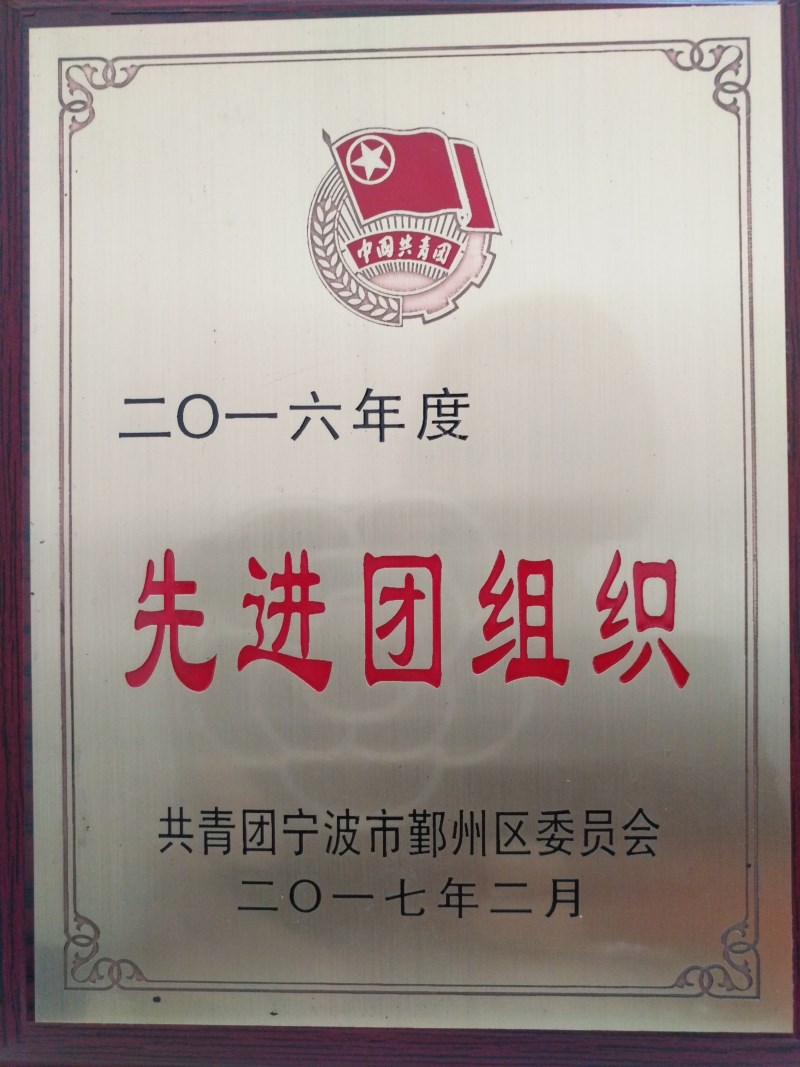 中国共青团
二〇一六年度
先进团组织
共青团宁波市鄞州区委员会
二〇一七年二月